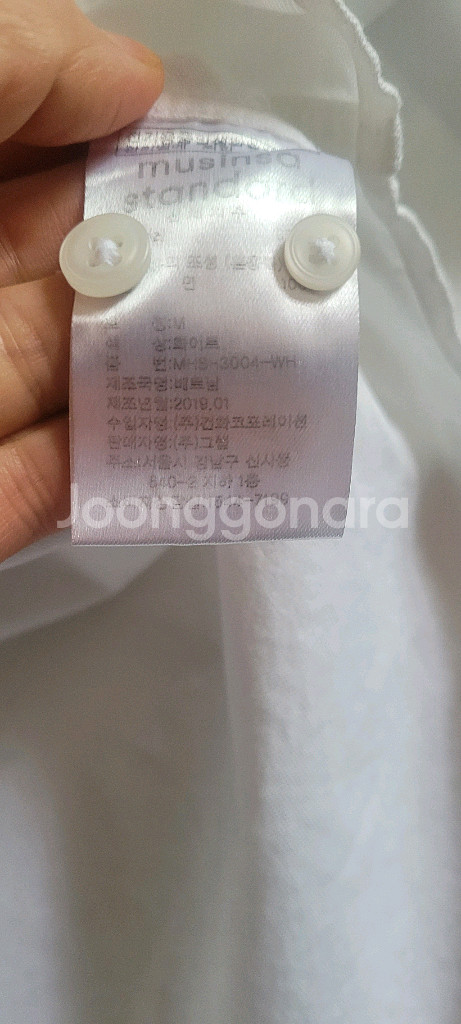 musinsa
standard
면
호 칭:M
색 상:화이트
품 번:MHS-3004-WH
제조국명:베트남
제조년월:2019.01
수입자명:(주)건화코포레이션
판매자명:(주)그랩
주소:서울시 강남구 신사동
640-2 지하1층
Joonggonara